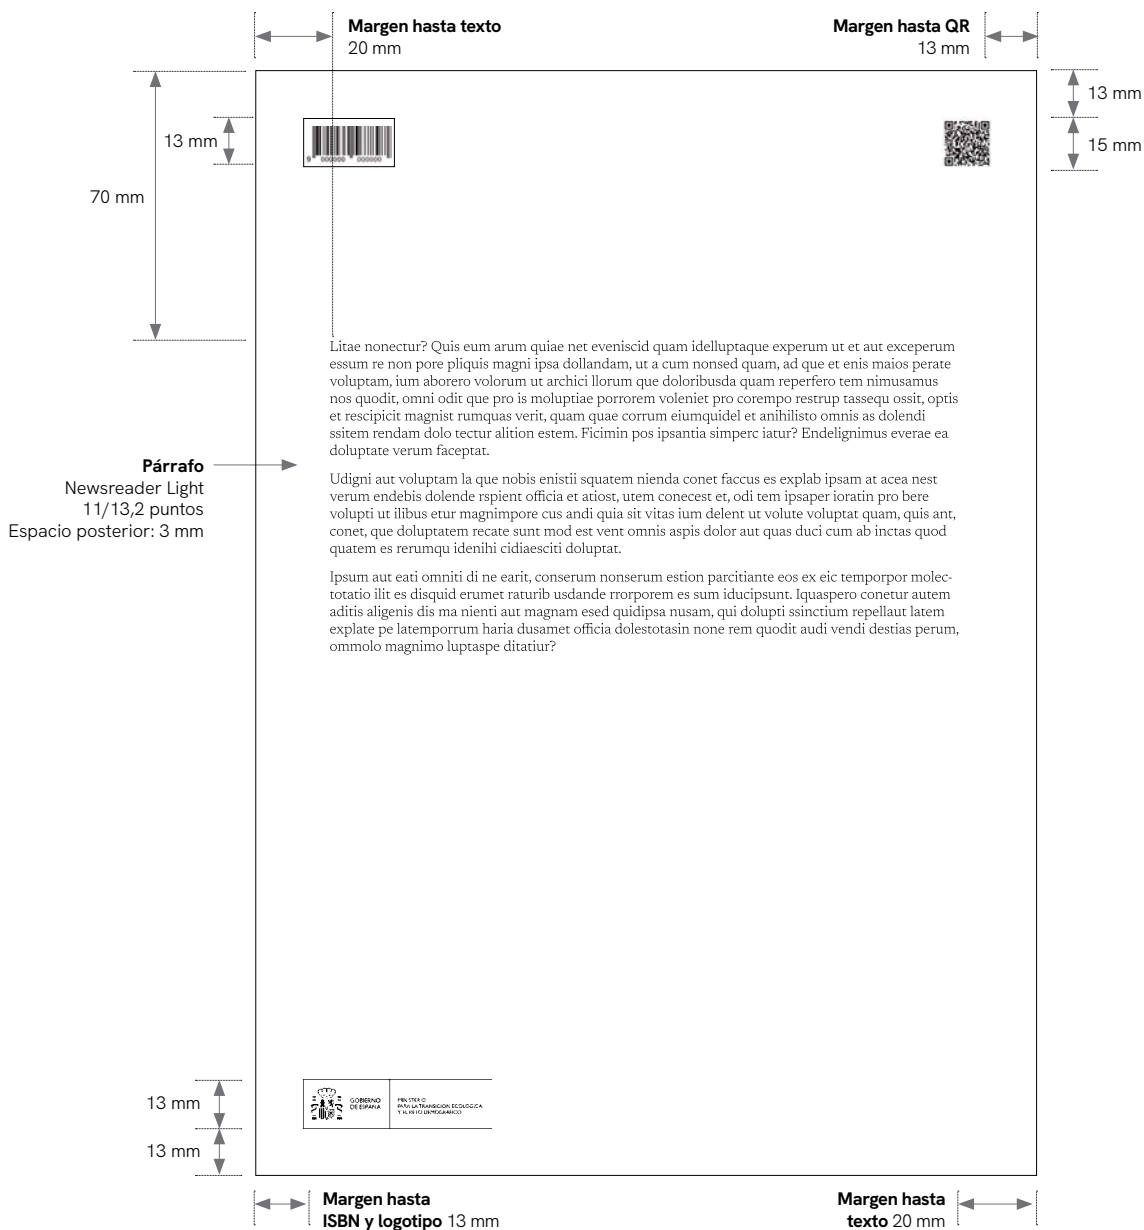 Margen hasta texto
20 mm
Margen hasta QR
13 mm
13 mm
15 mm
13 mm
70 mm
9 000000 000000
Litae nonectur? Quis eum arum quiae net eveniscid quam idelluptaque experum ut et aut exceperum
essum re non pore pliquis magni ipsa dollandam, ut a cum nonsed quam, ad que et enis maios perate
voluptam, ium aborero volorum ut archici llorum que doloribusda quam reperfero tem nimusamus
nos quodit, omni odit que pro is moluptiae porrorem voleniet pro corempo restrup tassequ ossit, optis
et rescipicit magnist rumquas verit, quam quae corrum eiumquidel et anihilisto omnis as dolendi
ssitem rendam dolo tectur alition estem. Ficimin pos ipsantia simperc iatur? Endelignimus everae ea
doluptate verum faceptat.
Párrafo
Newsreader Light
11/13,2 puntos
Espacio posterior: 3 mm
Udigni aut voluptam la que nobis enistii squatem nienda conet faccus es explab ipsam at acea nest
verum endebis dolende rspient officia et atiost, utem conecest et, odi tem ipsaper ioratin pro bere
volupti ut ilibus etur magnimpore cus andi quia sit vitas ium delent ut volute voluptat quam, quis ant,
conet, que doluptatem recate sunt mod est vent omnis aspis dolor aut quas duci cum ab inctas quod
quatem es rerumqu idenihi cidiaesciti doluptat.
Ipsum aut eati omniti di ne earit, conserum nonserum estion parcitiante eos ex eic temporpor molec-
totatio ilit es disquid erumet raturib usdande rrorporem es sum iducipsunt. Iquaspero conetur autem
aditis aligenis dis ma nienti aut magnam esed quidipsa nusam, qui dolupti ssinctium repellaut latem
explate pe latemporrum haria dusamet officia dolestotasin none rem quodit audi vendi destias perum,
ommolo magnimo luptaspe ditatiur?
13 mm
13 mm
GOBIERNO
DE ESPAÑA
MINISTERIO
PARA LA TRANSICIÓN ECOLÓGICA
Y EL RETO DEMOGRÁFICO
Margen hasta
ISBN y logotipo 13 mm
Margen hasta
texto 20 mm